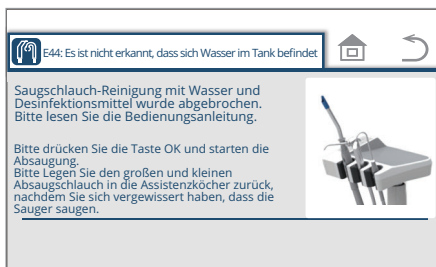 E44: Es ist nicht erkannt, dass sich Wasser im Tank befindet
Saugschlauch-Reinigung mit Wasser und
Desinfektionsmittel wurde abgebrochen.
Bitte lesen Sie die Bedienungsanleitung.
Bitte drücken Sie die Taste OK und starten die
Absaugung.
Bitte Legen Sie den großen und kleinen
Absaugschlauch in die Assistenzköcher zurück,
nachdem Sie sich vergewissert haben, dass die
Sauger saugen.